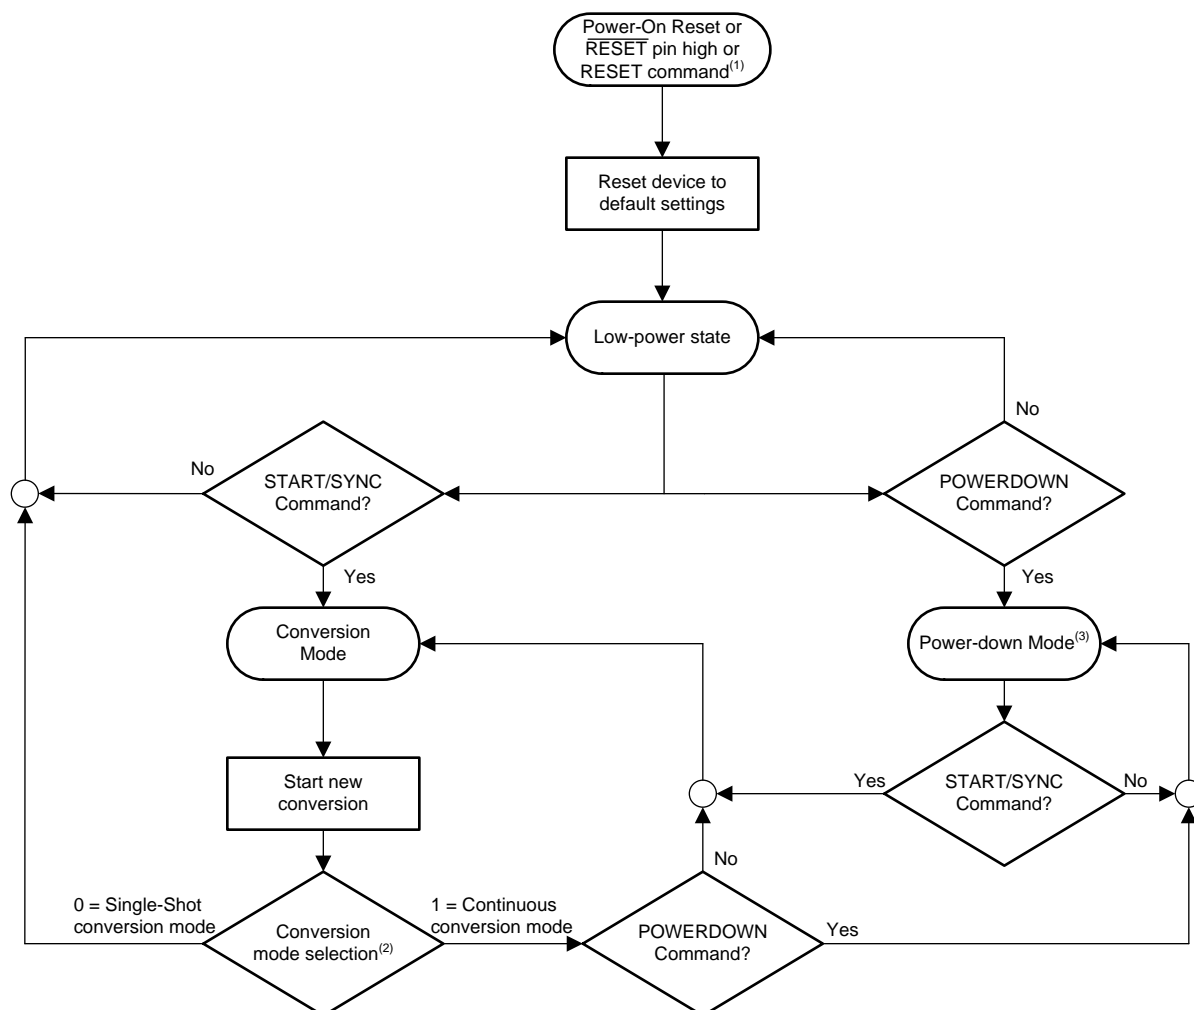 Power-On Reset or
RESET pin high or
RESET command(1)
Reset device to
default settings
Low-power state
No
No
START/SYNC
Command?
POWERDOWN
Command?
Yes
Yes
Conversion
Mode
Power-down Mode(3)
Start new
conversion
Yes
START/SYNC
Command?
No
No
0 = Single-Shot
conversion mode
1 = Continuous
conversion mode
Conversion
mode selection(2)
POWERDOWN
Command?
Yes